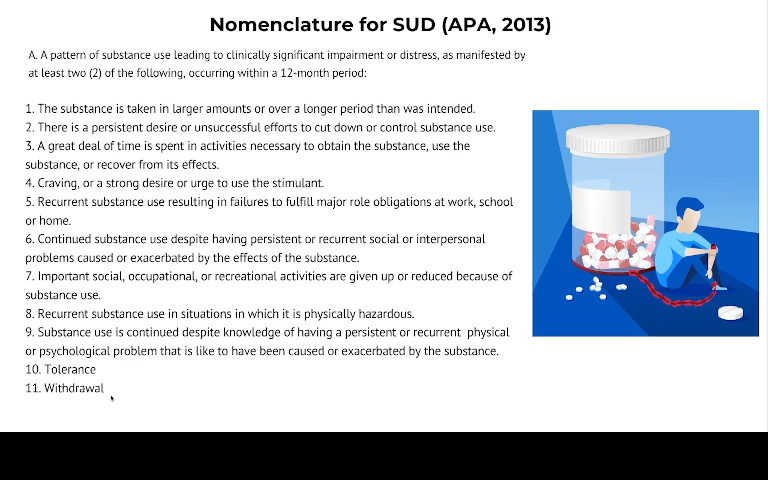 Nomenclature for SUD (APA, 2013)
A. A pattern of substance use leading to clinically significant impairment or distress, as manifested by
at least two (2) of the following, occurring within a 12-month period:
1. The substance is taken in larger amounts or over a longer period than was intended.
2. There is a persistent desire or unsuccessful efforts to cut down or control substance use.
3. A great deal of time is spent in activities necessary to obtain the substance, use the
substance, or recover from its effects.
4. Craving, or a strong desire or urge to use the stimulant.
5. Recurrent substance use resulting in failures to fulfill major role obligations at work, school
or home.
6. Continued substance use despite having persistent or recurrent social or interpersonal
problems caused or exacerbated by the effects of the substance.
7. Important social, occupational, or recreational activities are given up or reduced because of
substance use.
8. Recurrent substance use in situations in which it is physically hazardous.
9. Substance use is continued despite knowledge of having a persistent or recurrent physical
or psychological problem that is like to have been caused or exacerbated by the substance.
10. Tolerance
11. Withdrawal